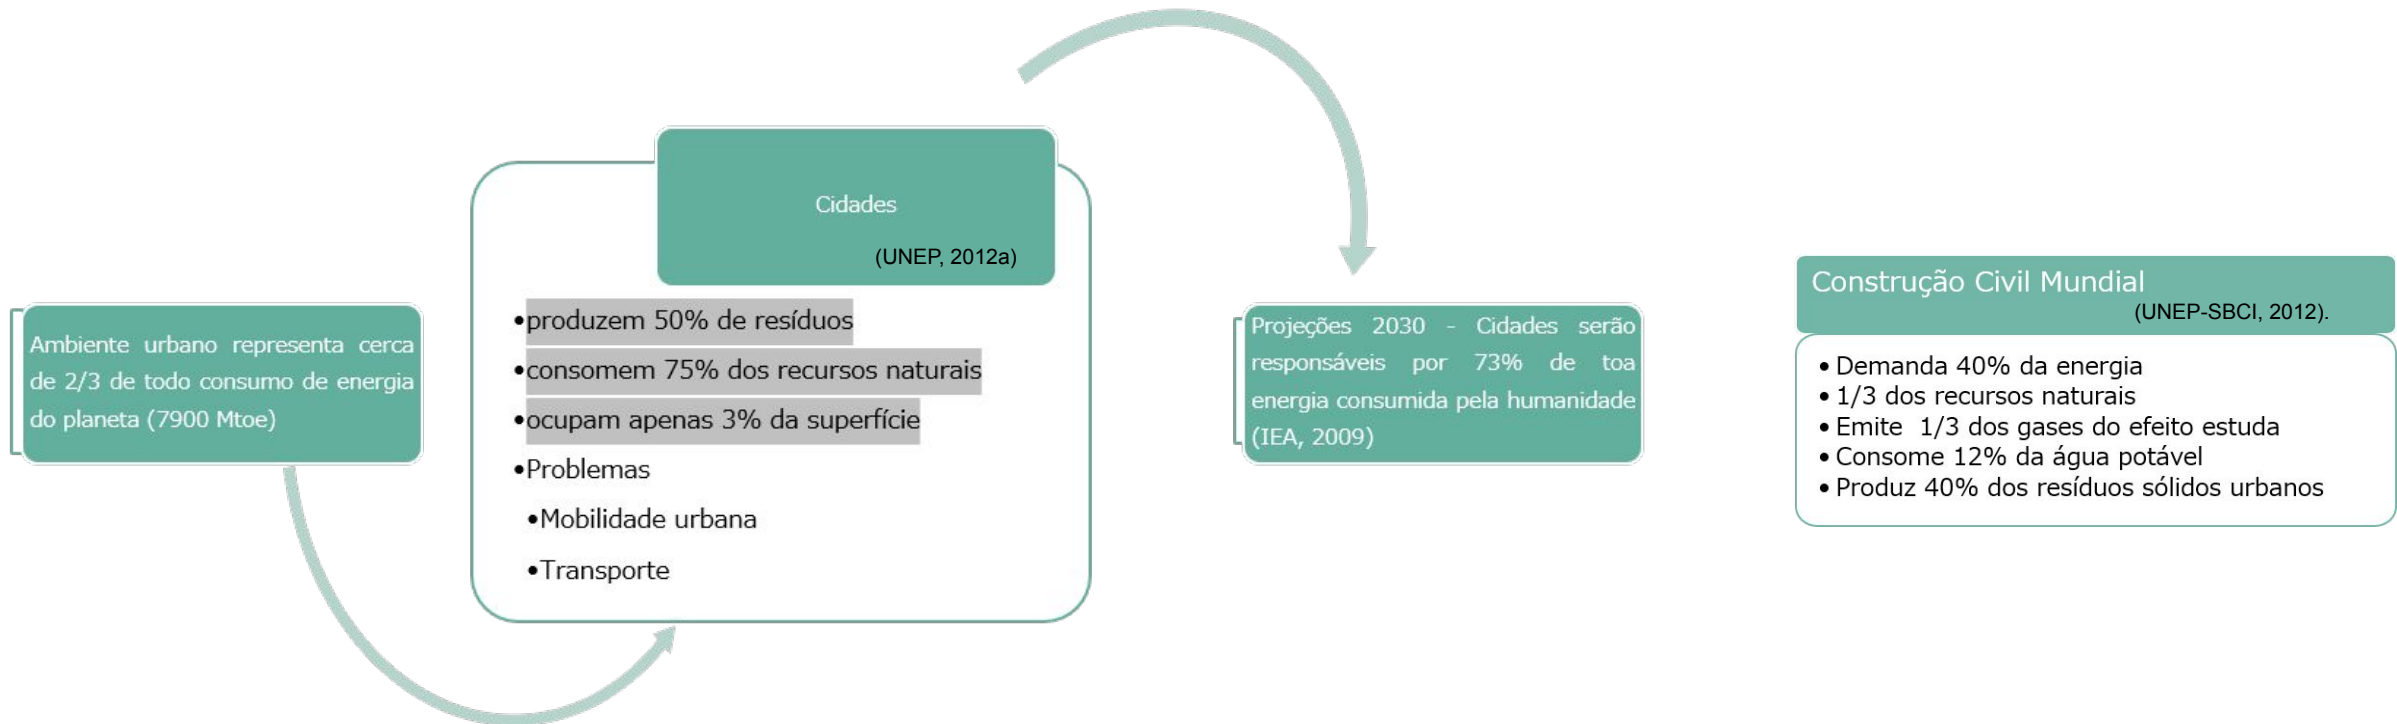 Ambiente urbano representa cerca
de 2/3 de todo consumo de energia
do planeta (7900 Mtoe)
Cidades
(UNEP, 2012a)
•produzem 50% de resíduos
•consomem 75% dos recursos naturais
•ocupam apenas 3% da superfície
•Problemas
•Mobilidade urbana
•Transporte
Projeções 2030 - Cidades serão
responsáveis por 73% de toa
energia consumida pela humanidade
(IEA, 2009)
Construção Civil Mundial
(UNEP-SBCI, 2012).
• Demanda 40% da energia
• 1/3 dos recursos naturais
• Emite 1/3 dos gases do efeito estuda
• Consome 12% da água potável
• Produz 40% dos resíduos sólidos urbanos